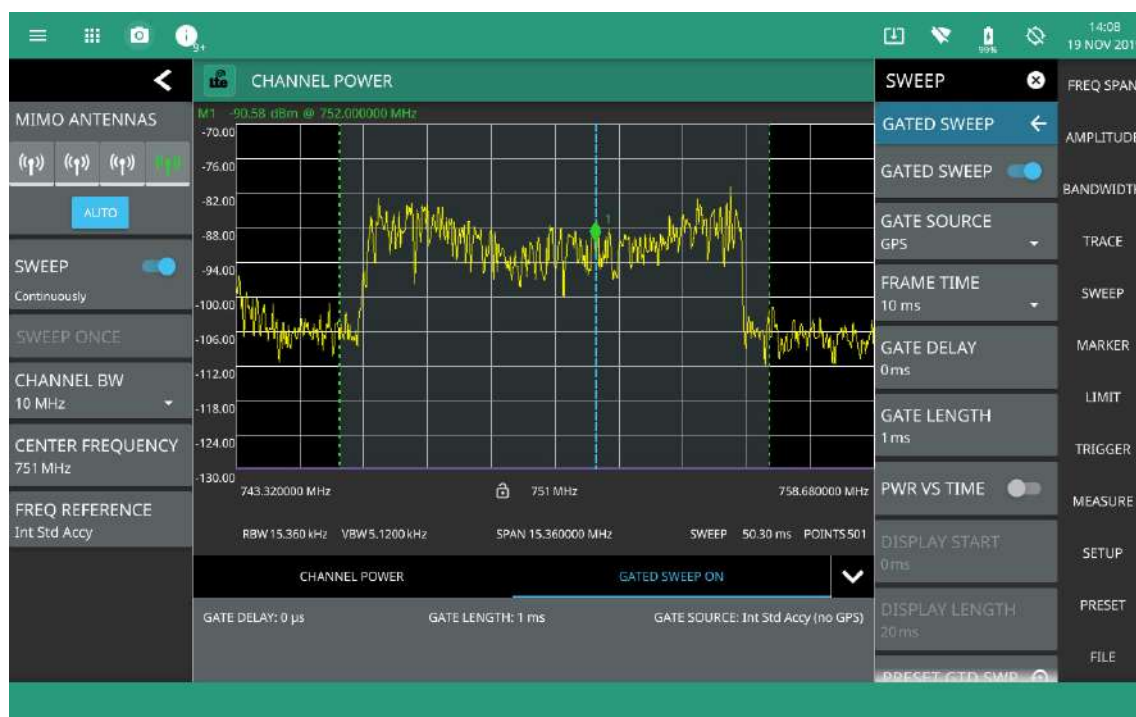 9+
99%
14:08
19 NOV 201
MIMO ANTENNAS
AUTO
SWEEP
Continuously
SWEEP ONCE
CHANNEL BW
10 MHz
CENTER FREQUENCY
751 MHz
FREQ REFERENCE
Int Std Accy
lte
CHANNEL POWER
M1 -90.58 dBm @ 752.000000 MHz
-70.00
-76.00
-82.00
-88.00
-94.00
-100.00
-106.00
-112.00
-118.00
-124.00
-130.00
1
743.320000 MHz 751 MHz 758.680000 MHz
RBW 15.360 kHz VBW 5.1200 kHz SPAN 15.360000 MHz SWEEP 50.30 ms POINTS 501
CHANNEL POWER GATED SWEEP ON
GATE DELAY: 0 µs GATE LENGTH: 1 ms GATE SOURCE: Int Std Accy (no GPS)
SWEEP
GATED SWEEP
GATED SWEEP
GATE SOURCE
GPS
FRAME TIME
10 ms
GATE DELAY
0 ms
GATE LENGTH
1 ms
PWR VS TIME
DISPLAY START
0 ms
DISPLAY LENGTH
20 ms
PRESET GTD SWP
FREQ SPAN
AMPLITUDE
BANDWIDTH
TRACE
SWEEP
MARKER
LIMIT
TRIGGER
MEASURE
SETUP
PRESET
FILE